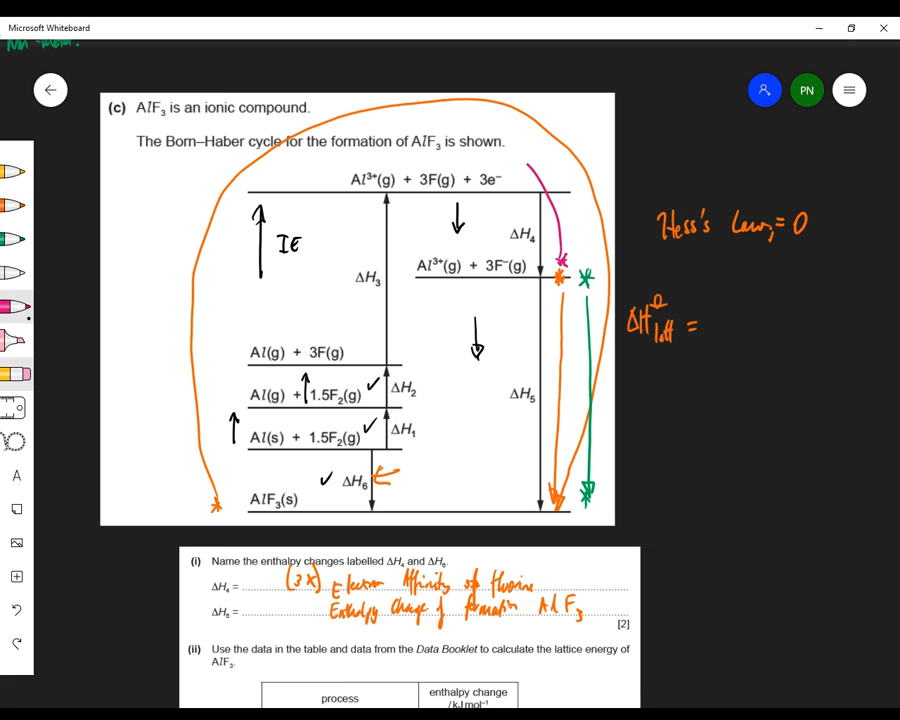 Microsoft Whiteboard
PN
(c) AlF₃ is an ionic compound.
The Born–Haber cycle for the formation of AlF₃ is shown.
Al³⁺(g) + 3F(g) + 3e⁻
ΔH₄
Al³⁺(g) + 3F⁻(g)
IE
ΔH₃
Hess's Law, = 0
ΔH latt =
Al(g) + 3F(g)
Al(g) + 1.5F₂(g) ✓ ΔH₂
ΔH₅
Al(s) + 1.5F₂(g) ✓ ΔH₁
✓ ΔH₆
AlF₃(s)
(i) Name the enthalpy changes labelled ΔH₄ and ΔH₆.
ΔH₄ = (3x) Electron Affinity of fluorine
ΔH₆ = Enthalpy Change of formation AlF₃
[2]
(ii) Use the data in the table and data from the Data Booklet to calculate the lattice energy of
AlF₃.
process enthalpy change
/kJ mol⁻¹
A